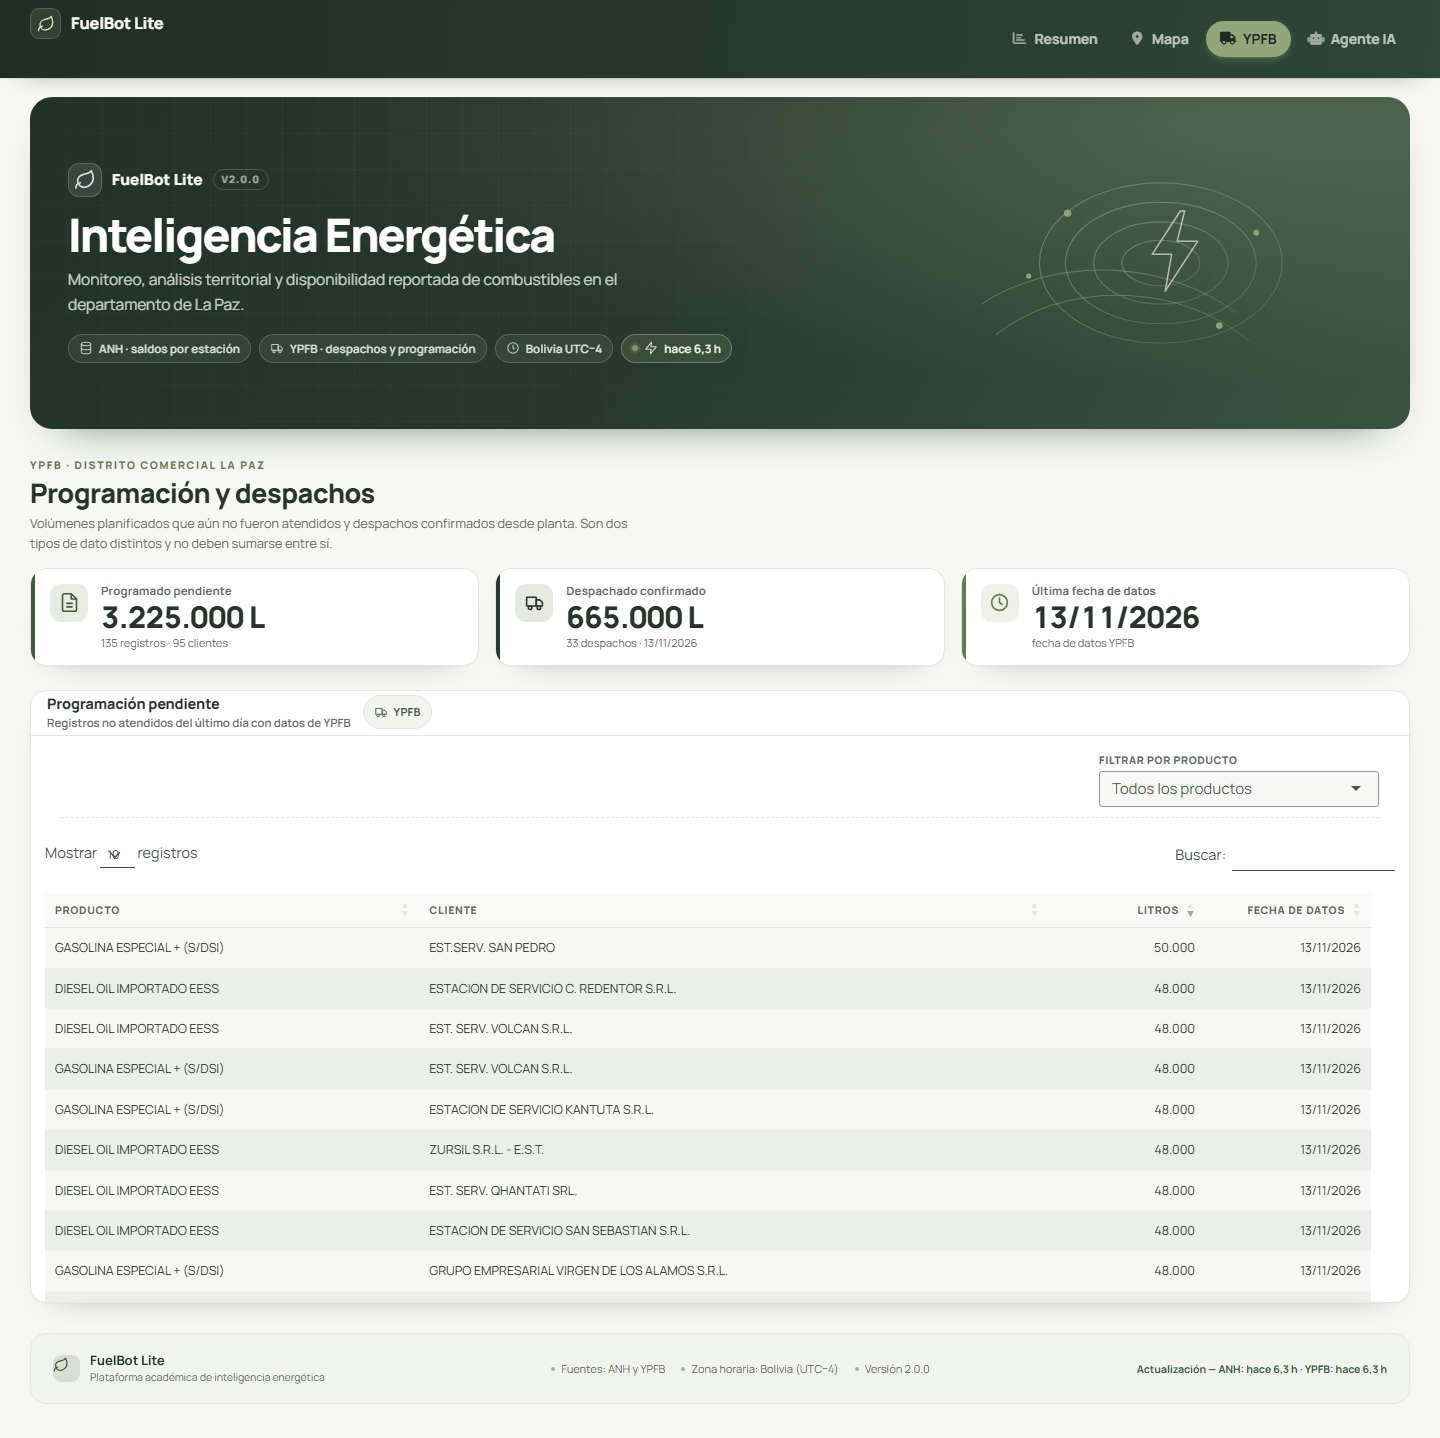 FuelBot Lite
Resumen
Mapa
YPFB
Agente IA
FuelBot Lite
V2.0.0
Inteligencia Energética
Monitoreo, análisis territorial y disponibilidad reportada de combustibles en el
departamento de La Paz.
ANH · saldos por estación
YPFB · despachos y programación
Bolivia UTC−4
hace 6,3 h
YPFB · DISTRITO COMERCIAL LA PAZ
Programación y despachos
Volúmenes planificados que aún no fueron atendidos y despachos confirmados desde planta. Son dos
tipos de dato distintos y no deben sumarse entre sí.
Programado pendiente
3.225.000 L
135 registros · 95 clientes
Despachado confirmado
665.000 L
33 despachos · 13/11/2026
Última fecha de datos
13/11/2026
fecha de datos YPFB
Programación pendiente
Registros no atendidos del último día con datos de YPFB
YPFB
FILTRAR POR PRODUCTO
Todos los productos
Mostrar 10 registros
Buscar:
PRODUCTO CLIENTE LITROS FECHA DE DATOS
GASOLINA ESPECIAL + (S/DSI) EST.SERV. SAN PEDRO 50.000 13/11/2026
DIESEL OIL IMPORTADO EESS ESTACION DE SERVICIO C. REDENTOR S.R.L. 48.000 13/11/2026
DIESEL OIL IMPORTADO EESS EST. SERV. VOLCAN S.R.L. 48.000 13/11/2026
GASOLINA ESPECIAL + (S/DSI) EST. SERV. VOLCAN S.R.L. 48.000 13/11/2026
GASOLINA ESPECIAL + (S/DSI) ESTACION DE SERVICIO KANTUTA S.R.L. 48.000 13/11/2026
DIESEL OIL IMPORTADO EESS ZURSIL S.R.L. - E.S.T. 48.000 13/11/2026
DIESEL OIL IMPORTADO EESS EST. SERV. QHANTATI SRL. 48.000 13/11/2026
DIESEL OIL IMPORTADO EESS ESTACION DE SERVICIO SAN SEBASTIAN S.R.L. 48.000 13/11/2026
GASOLINA ESPECIAL + (S/DSI) GRUPO EMPRESARIAL VIRGEN DE LOS ALAMOS S.R.L. 48.000 13/11/2026
FuelBot Lite
Plataforma académica de inteligencia energética
Fuentes: ANH y YPFB
Zona horaria: Bolivia (UTC−4)
Versión 2.0.0
Actualización — ANH: hace 6,3 h · YPFB: hace 6,3 h